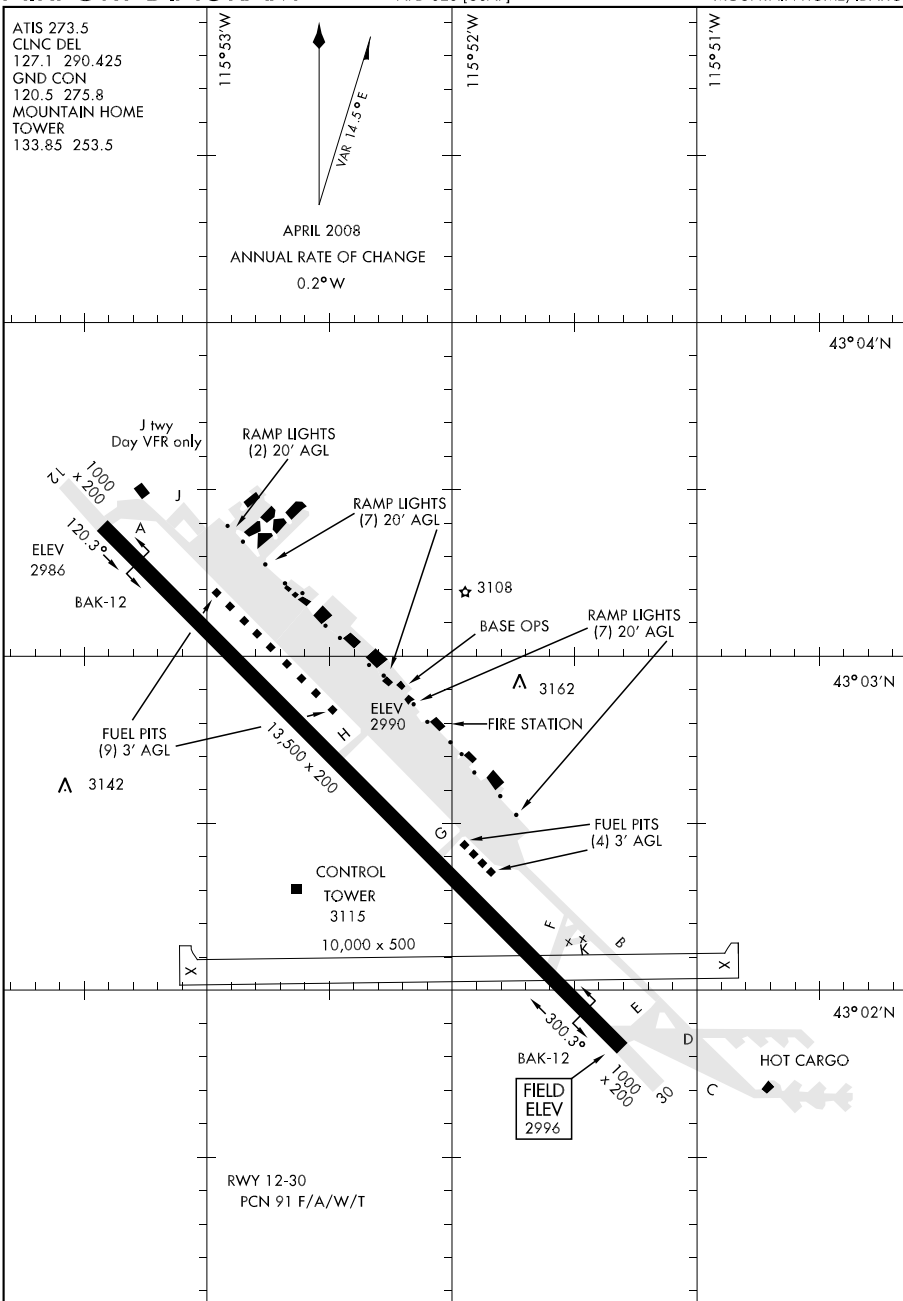 ATIS 273.5
CLNC DEL
127.1 290.425
GND CON
120.5 275.8
MOUNTAIN HOME
TOWER
133.85 253.5
115°53'W
115°52'W
115°51'W
VAR 14.5°E
APRIL 2008
ANNUAL RATE OF CHANGE
0.2°W
43°04'N
J twy
Day VFR only
RAMP LIGHTS
(2) 20' AGL
RAMP LIGHTS
(7) 20' AGL
12
1000
x 200
J
A
120.3°
ELEV
2986
BAK-12
3108
BASE OPS
RAMP LIGHTS
(7) 20' AGL
3162
43°03'N
ELEV
2990
FIRE STATION
H
FUEL PITS
(9) 3' AGL
13,500 x 200
3142
G
FUEL PITS
(4) 3' AGL
CONTROL
TOWER
3115
F
B
x x
K
10,000 x 500
X
X
E
43°02'N
300.3°
D
BAK-12
HOT CARGO
1000
x 200
30
C
FIELD
ELEV
2996
RWY 12-30
PCN 91 F/A/W/T